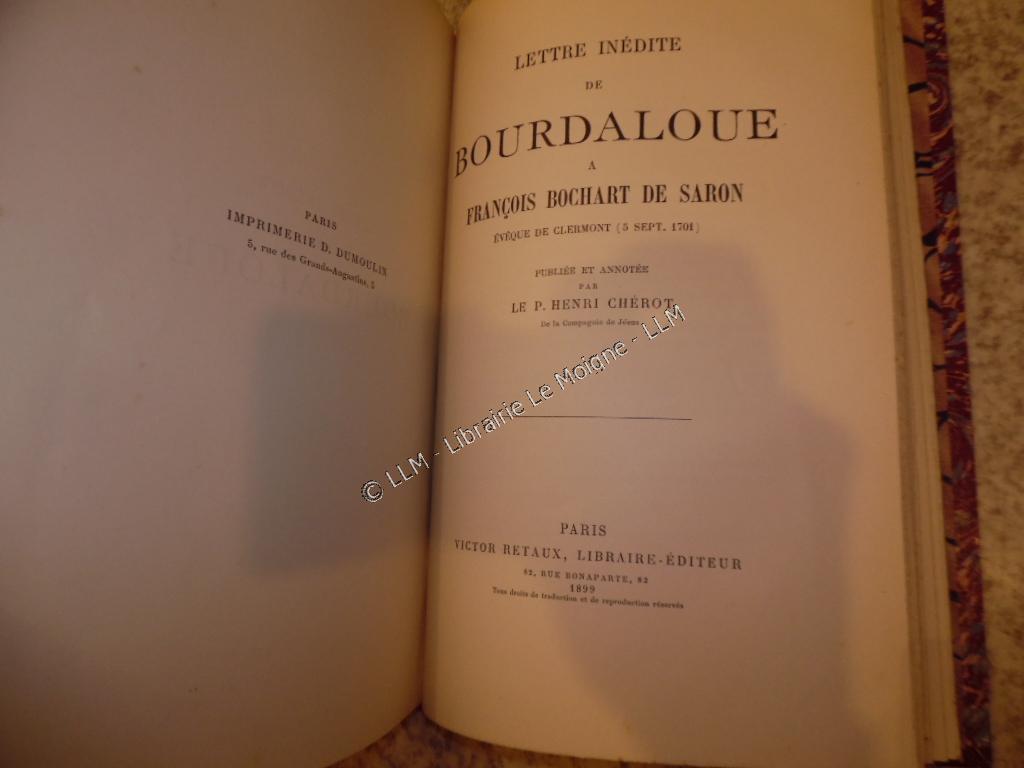 PARIS
IMPRIMERIE D. DUMOULIN
5, rue des Grands-Augustins, 5
LETTRE INÉDITE
DE
BOURDALOUE
A
FRANÇOIS BOCHART DE SARON
ÉVÊQUE DE CLERMONT (5 SEPT. 1701)
PUBLIÉE ET ANNOTÉE
PAR
LE P. HENRI CHÉROT
De la Compagnie de Jésus
© LLM - Librairie Le Moigne - LLM
PARIS
VICTOR RETAUX, LIBRAIRE-ÉDITEUR
82, RUE BONAPARTE, 82
1899
Tous droits de traduction et de reproduction réservés